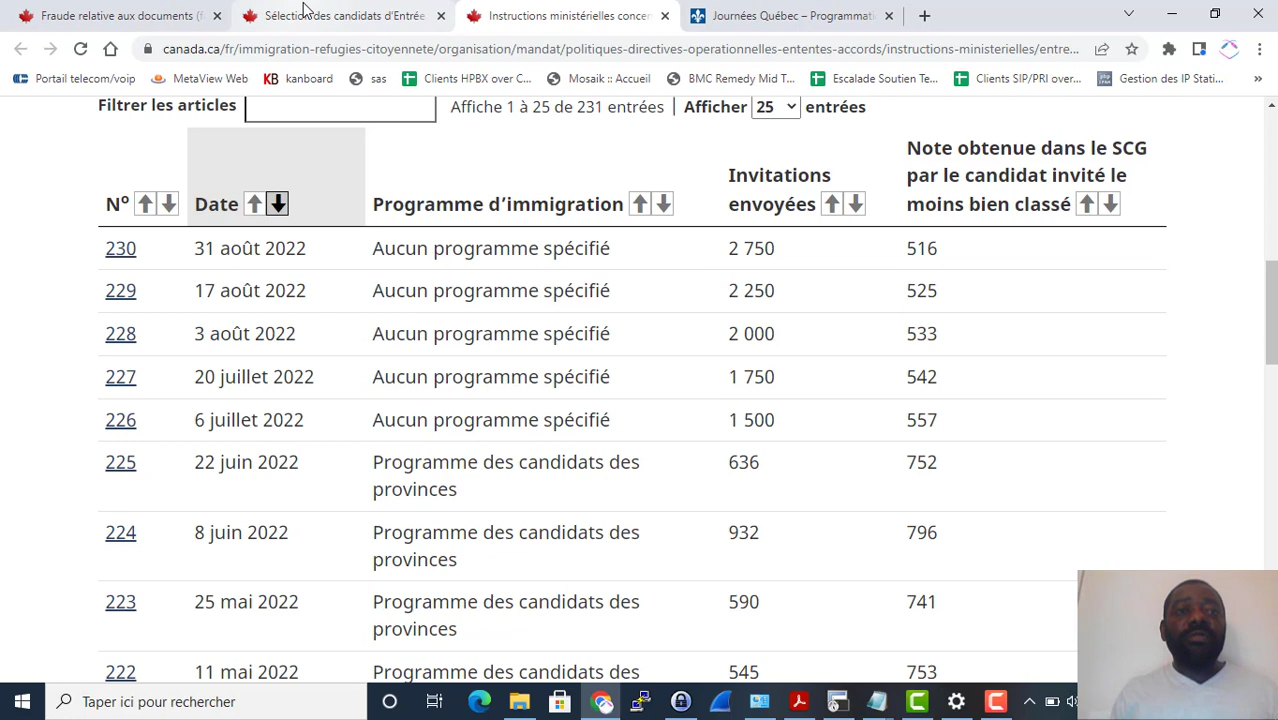 Fraude relative aux documents (f
Sélection des candidats d'Entrée
Instructions ministérielles concer
Journées Québec – Programmati
canada.ca/fr/immigration-refugies-citoyennete/organisation/mandat/politiques-directives-operationnelles-ententes-accords/instructions-ministerielles/entre...
Portail telecom/voip
MetaView Web
KB kanboard
sas
Clients HPBX over C...
Mosaik :: Accueil
BMC Remedy Mid T...
Escalade Soutien Te...
Clients SIP/PRI over...
Gestion des IP Stati...
»
Filtrer les articles
Affiche 1 à 25 de 231 entrées | Afficher 25 entrées
Nº
Date
Programme d'immigration
Invitations
envoyées
Note obtenue dans le SCG
par le candidat invité le
moins bien classé
230 31 août 2022 Aucun programme spécifié 2 750 516
229 17 août 2022 Aucun programme spécifié 2 250 525
228 3 août 2022 Aucun programme spécifié 2 000 533
227 20 juillet 2022 Aucun programme spécifié 1 750 542
226 6 juillet 2022 Aucun programme spécifié 1 500 557
225 22 juin 2022 Programme des candidats des 636 752
provinces
224 8 juin 2022 Programme des candidats des 932 796
provinces
223 25 mai 2022 Programme des candidats des 590 741
provinces
222 11 mai 2022 Programme des candidats des 545 753
Taper ici pour rechercher